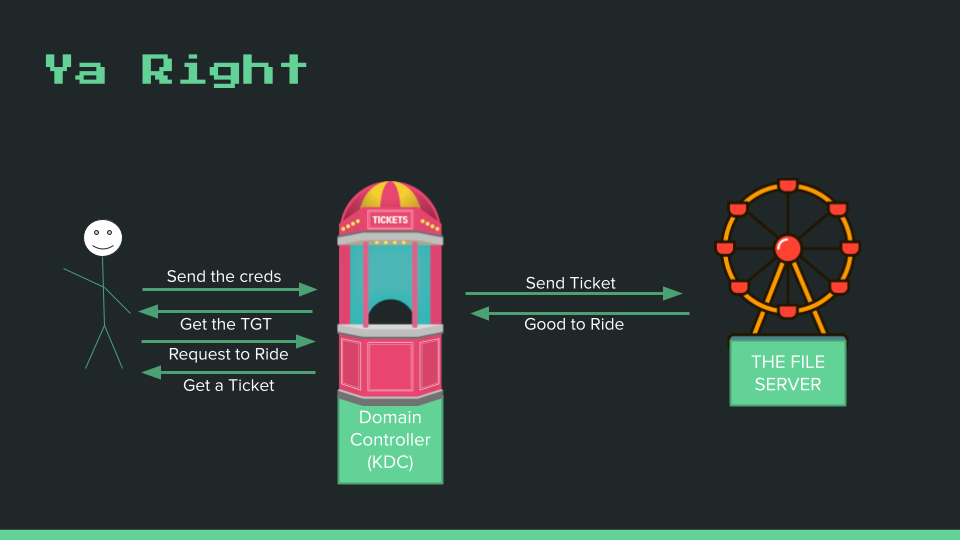 Ya Right
TICKETS
Send the creds
Get the TGT
Request to Ride
Get a Ticket
Send Ticket
Good to Ride
Domain
Controller
(KDC)
THE FILE
SERVER